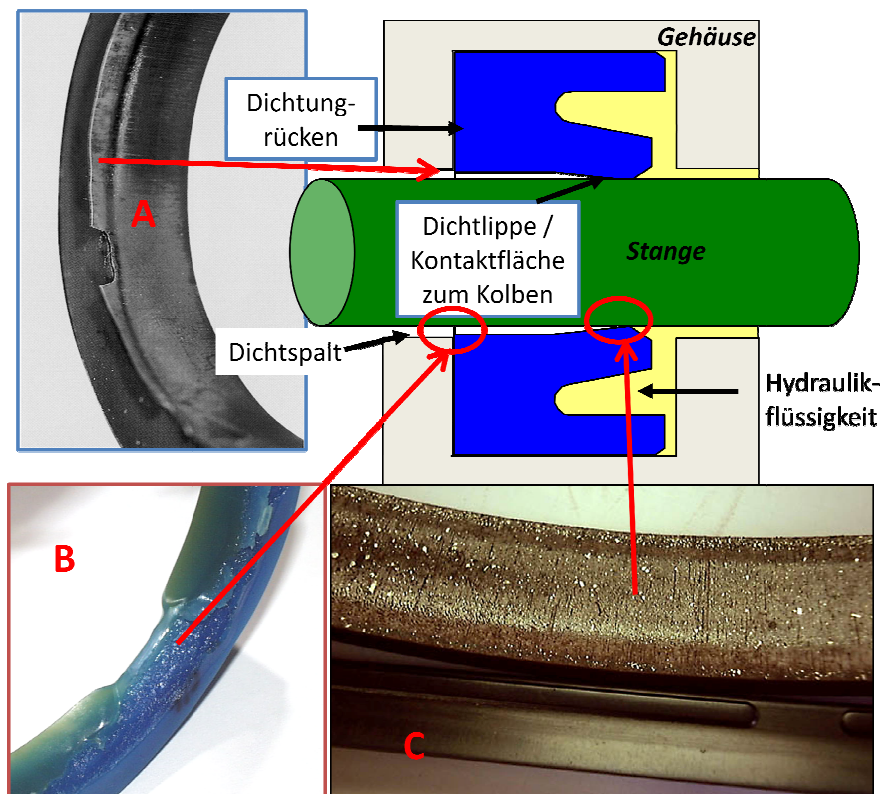 Gehäuse
Dichtung-
rücken
A
Dichtlippe /
Kontaktfläche
zum Kolben
Stange
Dichtspalt
Hydraulik-
flüssigkeit
B
C